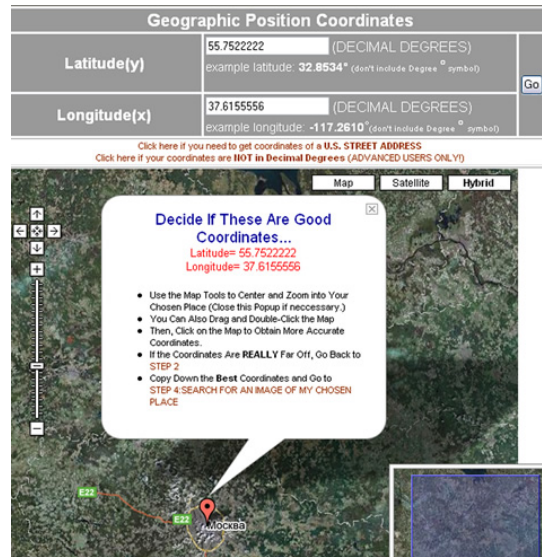 Geographic Position Coordinates
Latitude(y)
55.7522222 (DECIMAL DEGREES)
example latitude: 32.8534° (don't include Degree ° symbol)
Go
Longitude(x)
37.6155556 (DECIMAL DEGREES)
example longitude: -117.2610° (don't include Degree ° symbol)
Click here if you need to get coordinates of a U.S. STREET ADDRESS
Click here if your coordinates are NOT in Decimal Degrees (ADVANCED USERS ONLY!)
Map Satellite Hybrid
Decide If These Are Good
Coordinates...
Latitude= 55.7522222
Longitude= 37.6155556
• Use the Map Tools to Center and Zoom into Your
Chosen Place (Close this Popup if neccessary.)
• You Can Also Drag and Double-Click the Map
• Then, Click on the Map to Obtain More Accurate
Coordinates.
• If the Coordinates Are REALLY Far Off, Go Back to
STEP 2
• Copy Down the Best Coordinates and Go to
STEP 4:SEARCH FOR AN IMAGE OF MY CHOSEN
PLACE
E22
E22
Москва